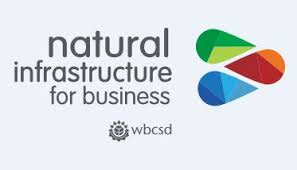 natural
infrastructure
for business
wbcsd